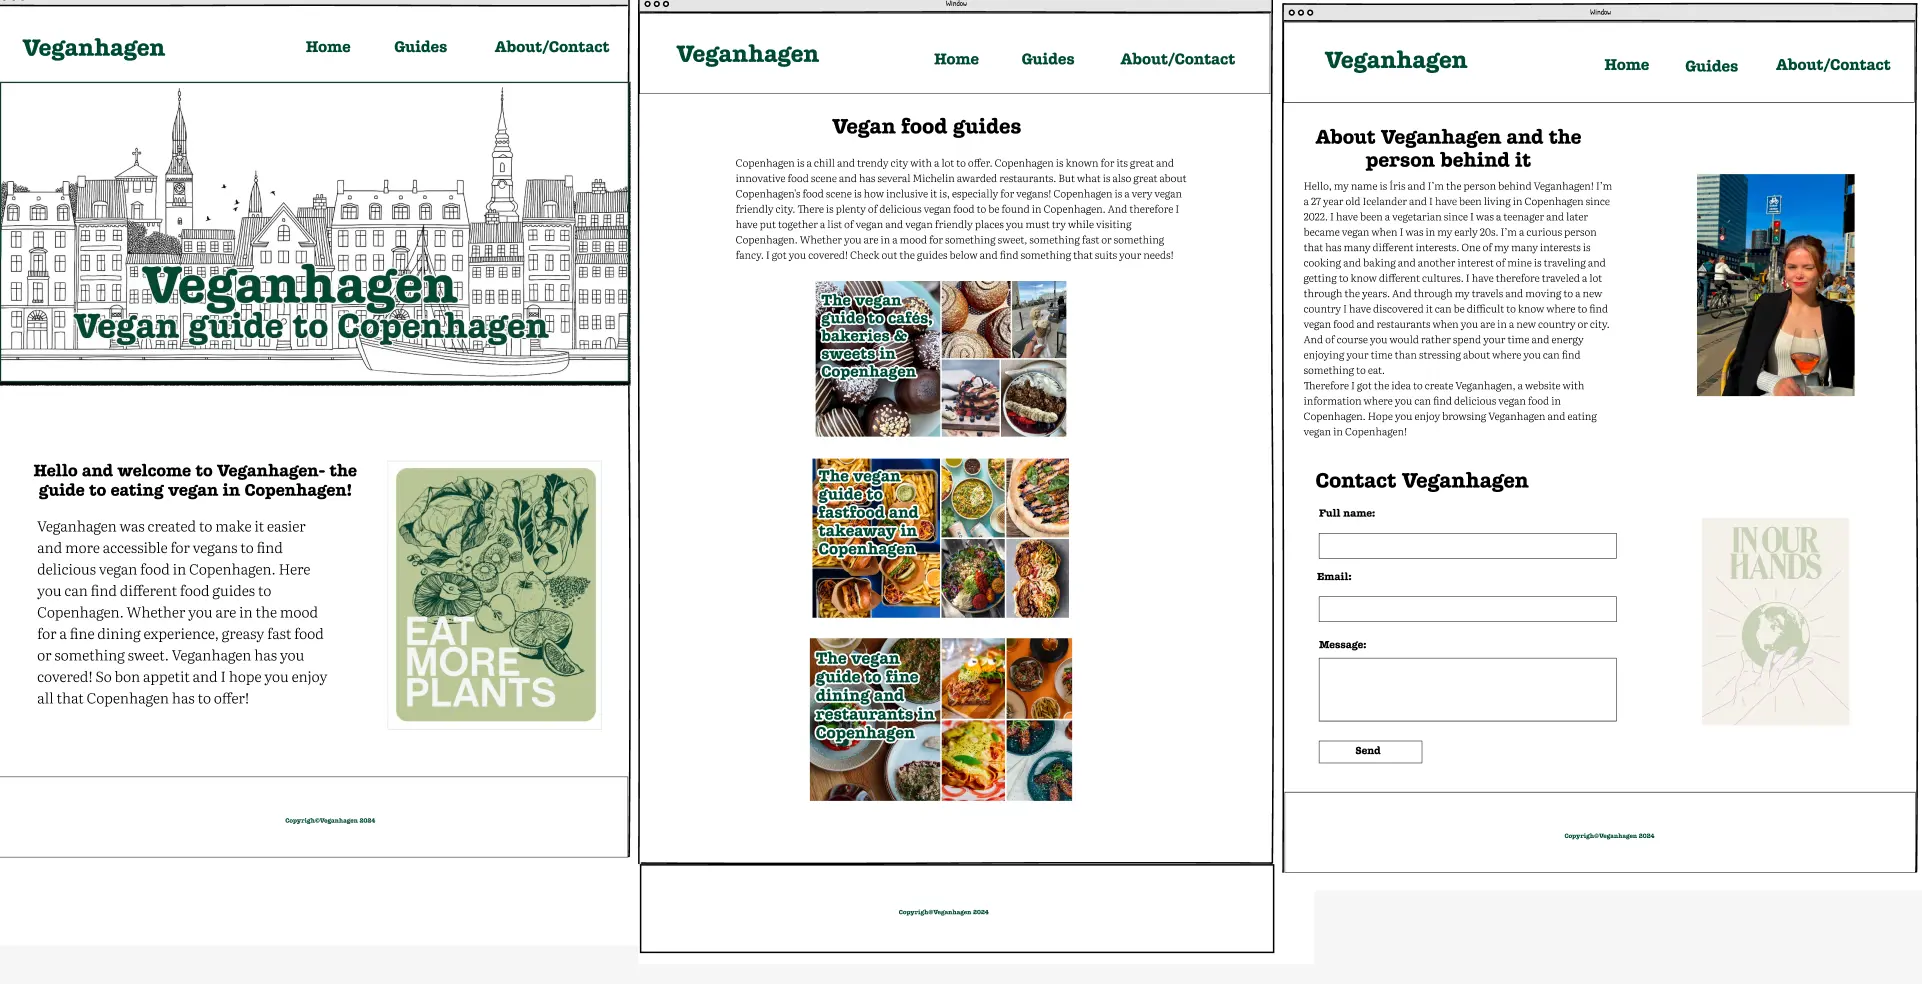 Veganhagen
Home Guides About/Contact
Veganhagen
Vegan guide to Copenhagen
Hello and welcome to Veganhagen- the
guide to eating vegan in Copenhagen!
Veganhagen was created to make it easier
and more accessible for vegans to find
delicious vegan food in Copenhagen. Here
you can find different food guides to
Copenhagen. Whether you are in the mood
for a fine dining experience, greasy fast food
or something sweet. Veganhagen has you
covered! So bon appetit and I hope you enjoy
all that Copenhagen has to offer!
EAT
MORE
PLANTS
Copyrigh©Veganhagen 2024
Window
Veganhagen
Home Guides About/Contact
Vegan food guides
Copenhagen is a chill and trendy city with a lot to offer. Copenhagen is known for its great and
innovative food scene and has several Michelin awarded restaurants. But what is also great about
Copenhagen's food scene is how inclusive it is, especially for vegans! Copenhagen is a very vegan
friendly city. There is plenty of delicious vegan food to be found in Copenhagen. And therefore I
have put together a list of vegan and vegan friendly places you must try while visiting
Copenhagen. Whether you are in a mood for something sweet, something fast or something
fancy. I got you covered! Check out the guides below and find something that suits your needs!
The vegan
guide to cafés,
bakeries &
sweets in
Copenhagen
The vegan
guide to
fastfood and
takeaway in
Copenhagen
The vegan
guide to fine
dining and
restaurants in
Copenhagen
Copyrigh©Veganhagen 2024
Window
Veganhagen
Home Guides About/Contact
About Veganhagen and the
person behind it
Hello, my name is Íris and I'm the person behind Veganhagen! I'm
a 27 year old Icelander and I have been living in Copenhagen since
2022. I have been a vegetarian since I was a teenager and later
became vegan when I was in my early 20s. I'm a curious person
that has many different interests. One of my many interests is
cooking and baking and another interest of mine is traveling and
getting to know different cultures. I have therefore traveled a lot
through the years. And through my travels and moving to a new
country I have discovered it can be difficult to know where to find
vegan food and restaurants when you are in a new country or city.
And of course you would rather spend your time and energy
enjoying your time than stressing about where you can find
something to eat.
Therefore I got the idea to create Veganhagen, a website with
information where you can find delicious vegan food in
Copenhagen. Hope you enjoy browsing Veganhagen and eating
vegan in Copenhagen!
Contact Veganhagen
Full name:
Email:
Message:
Send
IN OUR
HANDS
Copyrigh©Veganhagen 2024